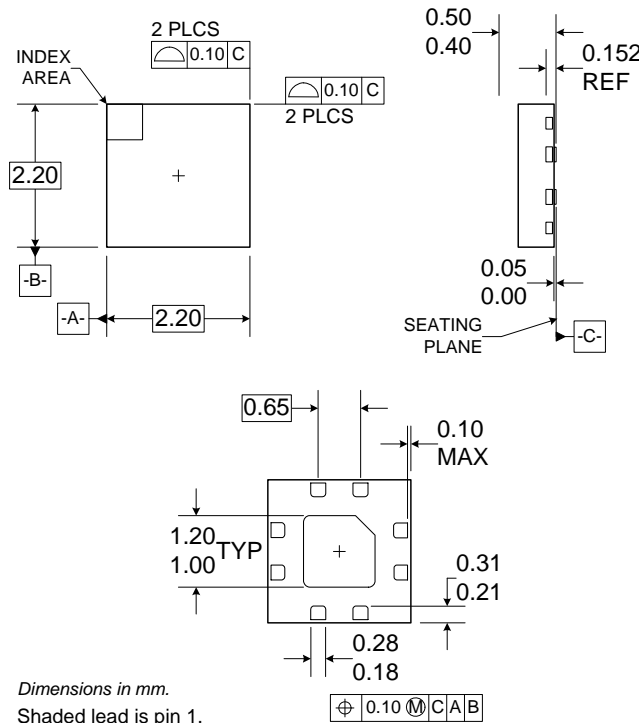 2 PLCS
⌓ 0.10 C
INDEX
AREA
⌓ 0.10 C
2 PLCS
2.20
-B-
-A-
2.20
0.50
0.40
0.152
REF
0.05
0.00
SEATING
PLANE
-C-
0.65
0.10
MAX
1.20
1.00
TYP
0.31
0.21
0.28
0.18
⌖ 0.10 Ⓜ C A B
Dimensions in mm.
Shaded lead is pin 1.